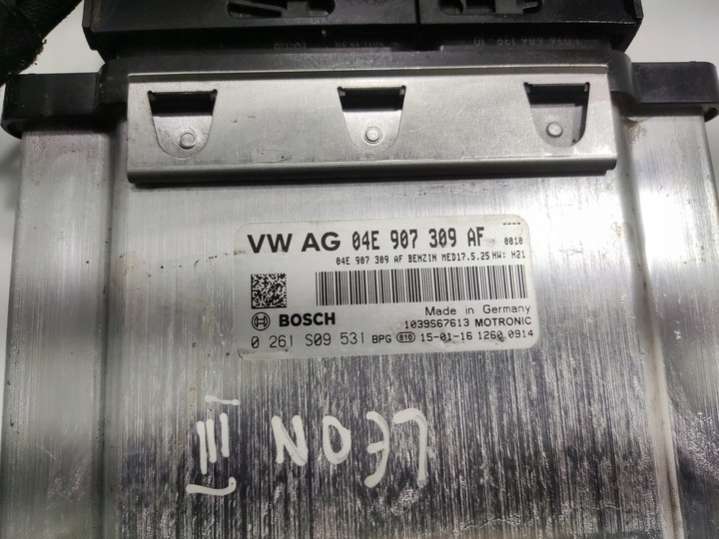 VW AG 04E 907 309 AF
----
0010
04E 907 309 AF BENZIN MED17.5.25 HW: H21
BOSCH
Made in Germany
1039S67613 MOTRONIC
0 261 S09 531 BPG 610 15-01-16 1260 0914
LEON III